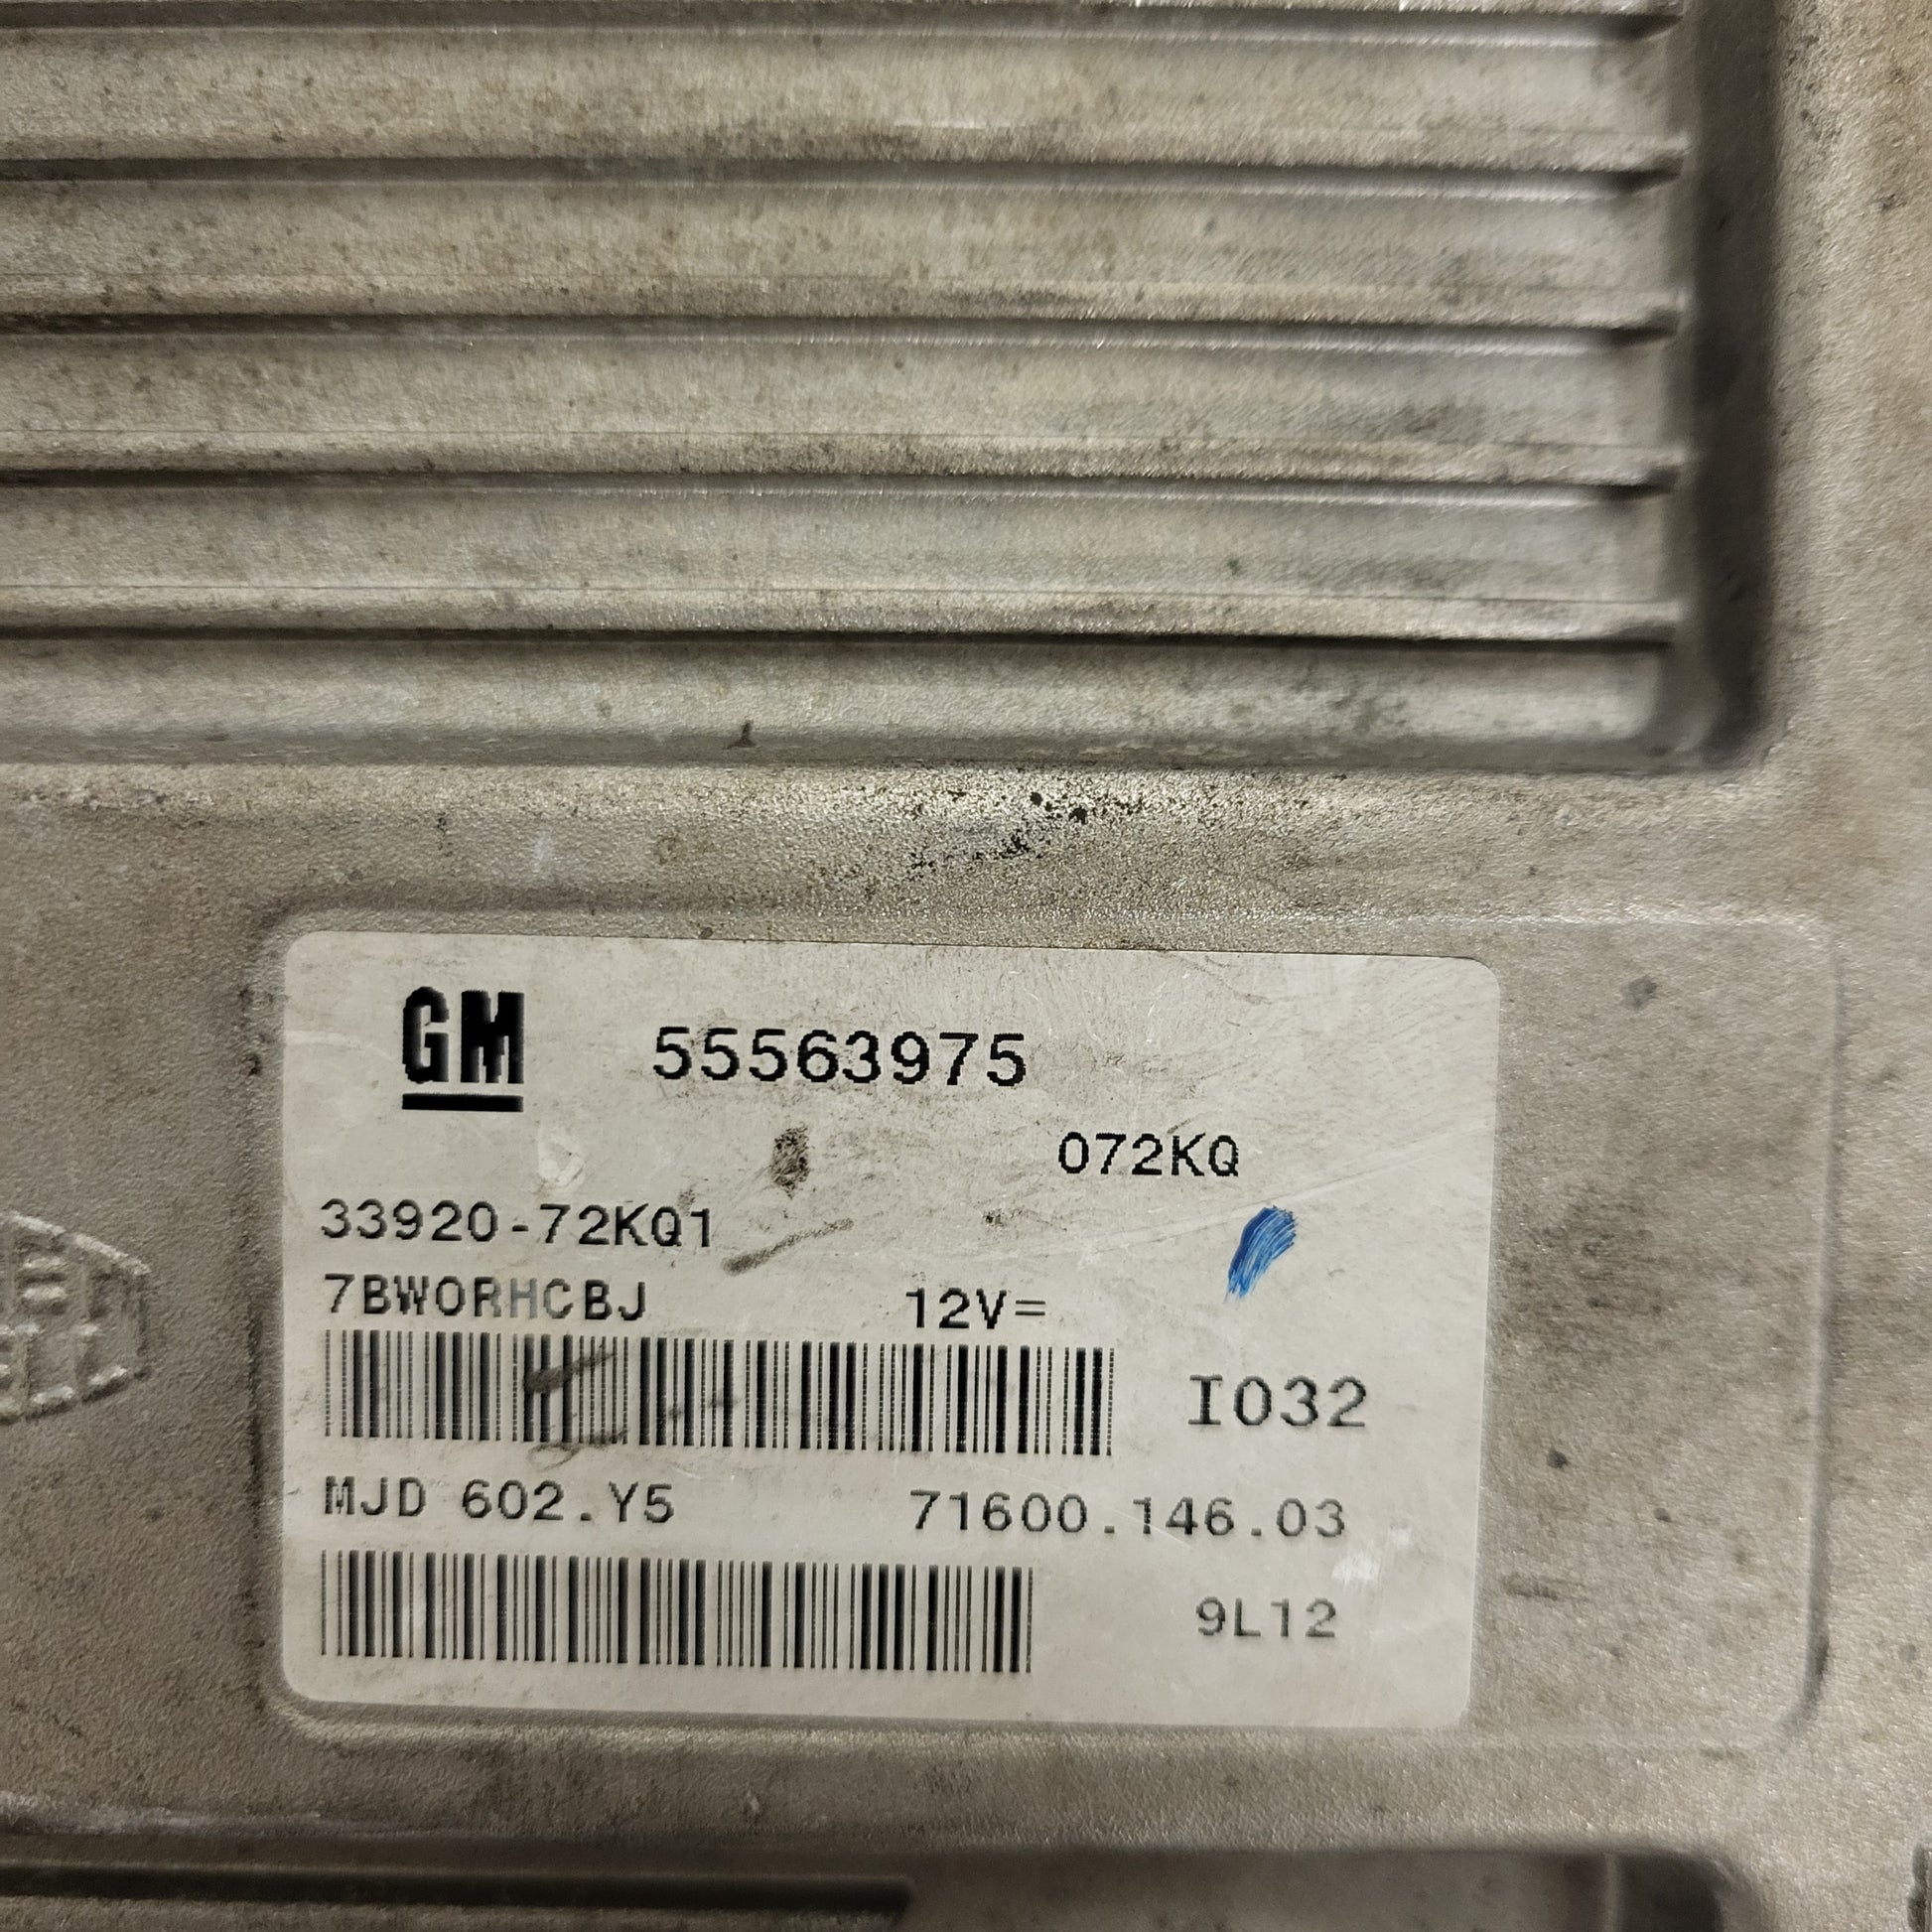 GM 55563975
072KQ
33920-72KQ1
7BWORHCBJ 12V=
I032
MJD 602.Y5 71600.146.03
9L12